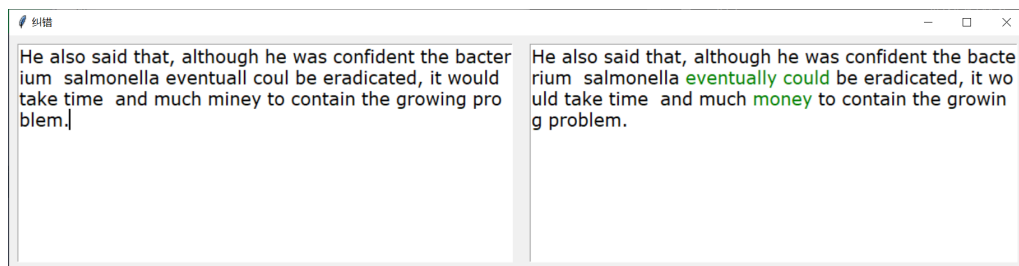 纠错
He also said that, although he was confident the bacter
ium  salmonella eventuall coul be eradicated, it would
take time  and much miney to contain the growing pro
blem.
He also said that, although he was confident the bacte
rium  salmonella eventually could be eradicated, it wo
uld take time  and much money to contain the growin
g problem.